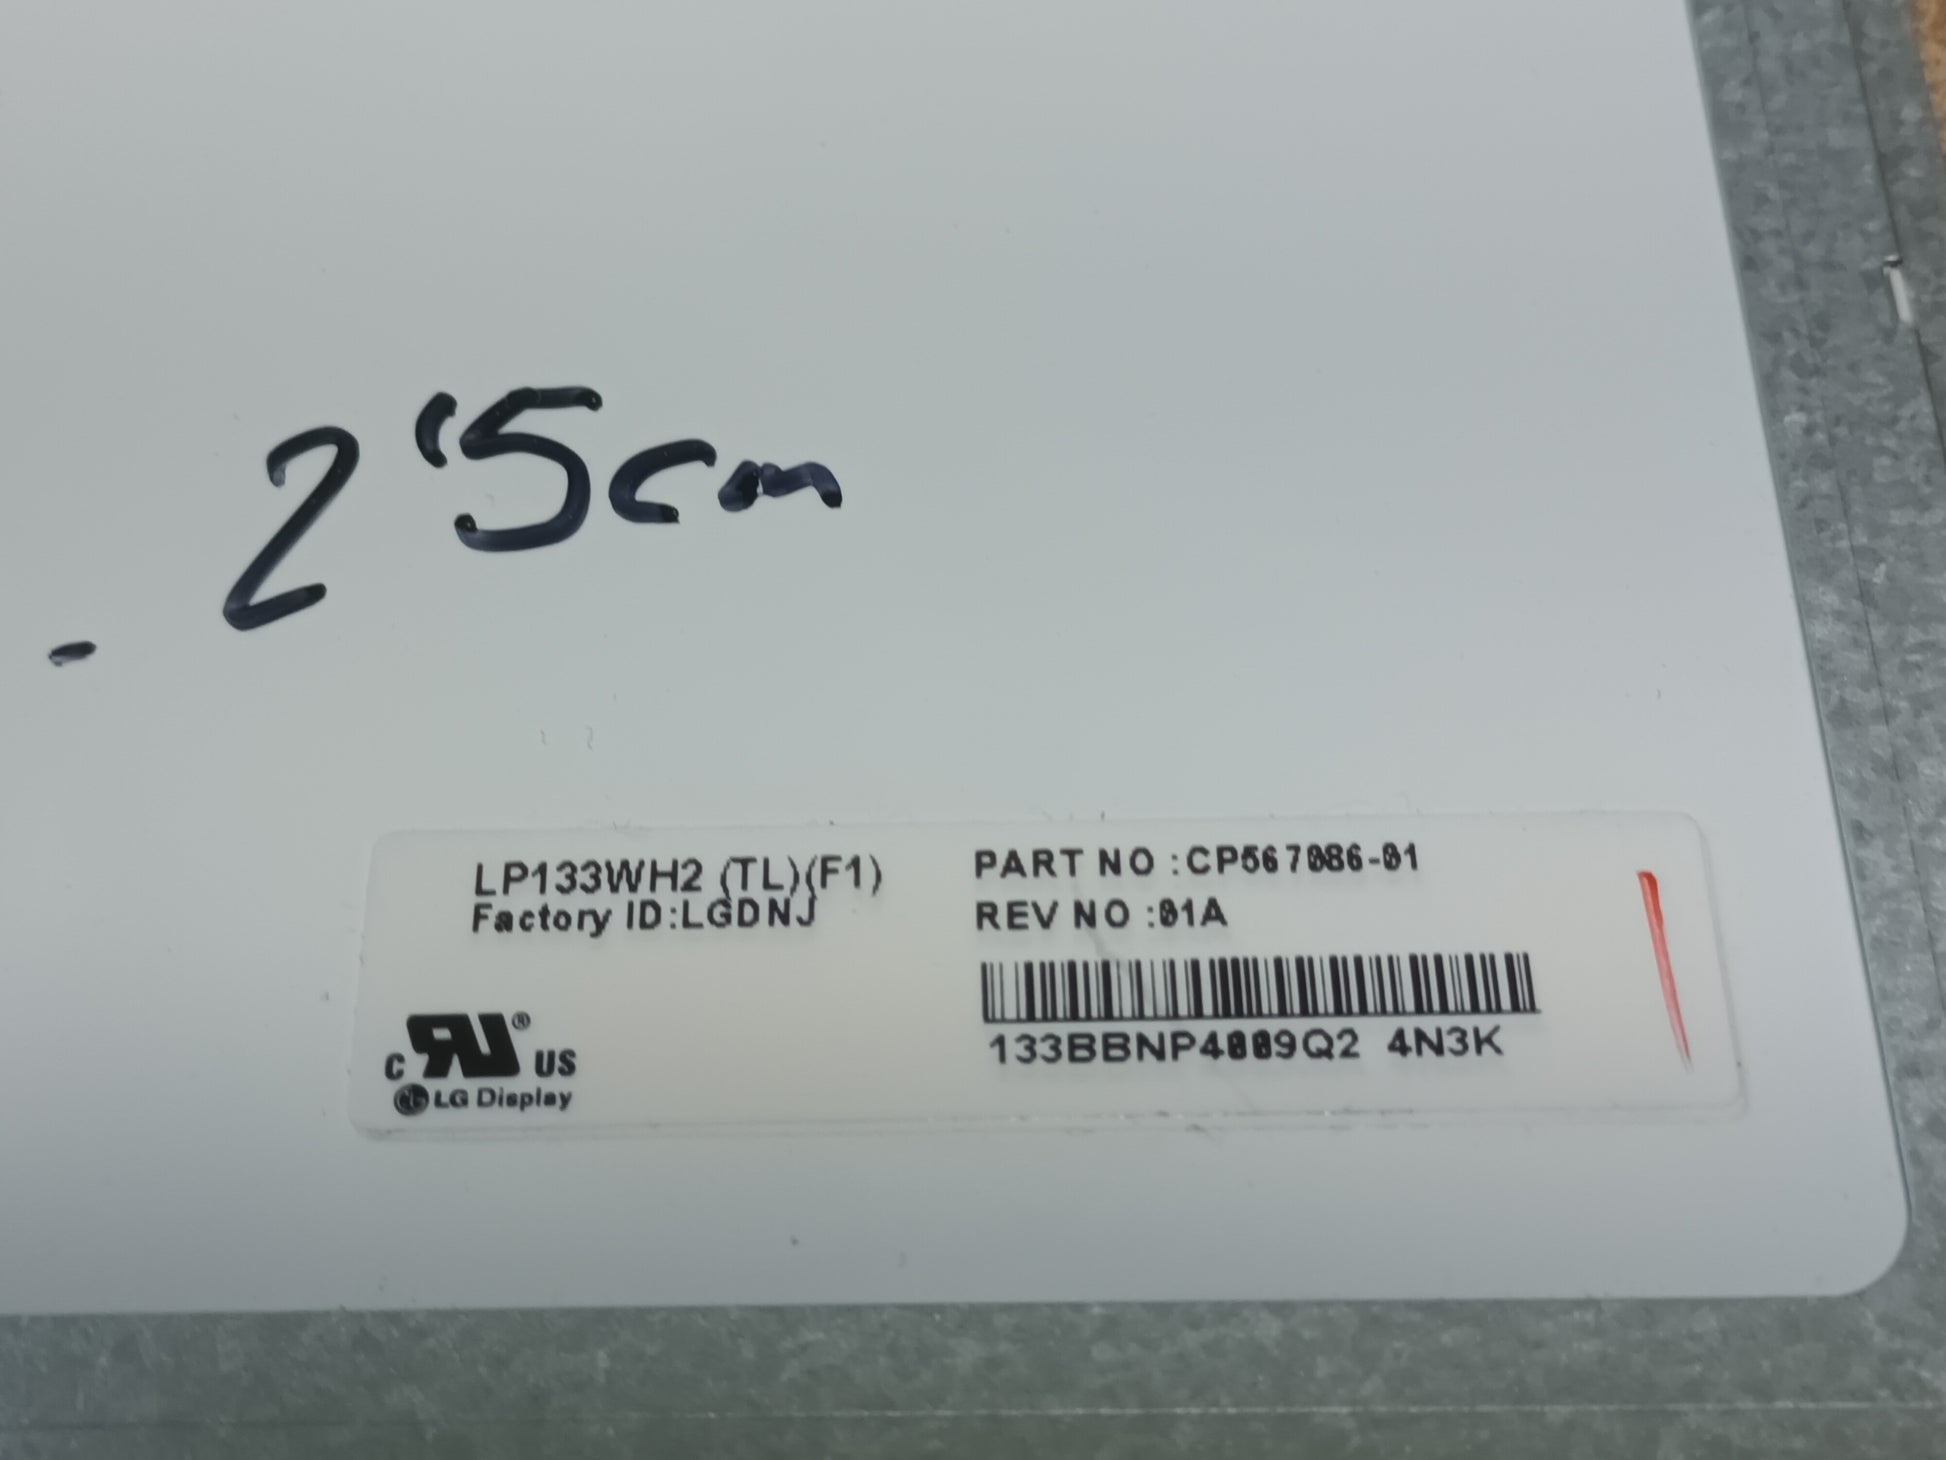 2'5cm
LP133WH2 (TL)(F1)
Factory ID:LGDNJ
PART NO :CP567086-01
REV NO :01A
133BBNP4009Q2 4N3K
C RU ® US
LG Display